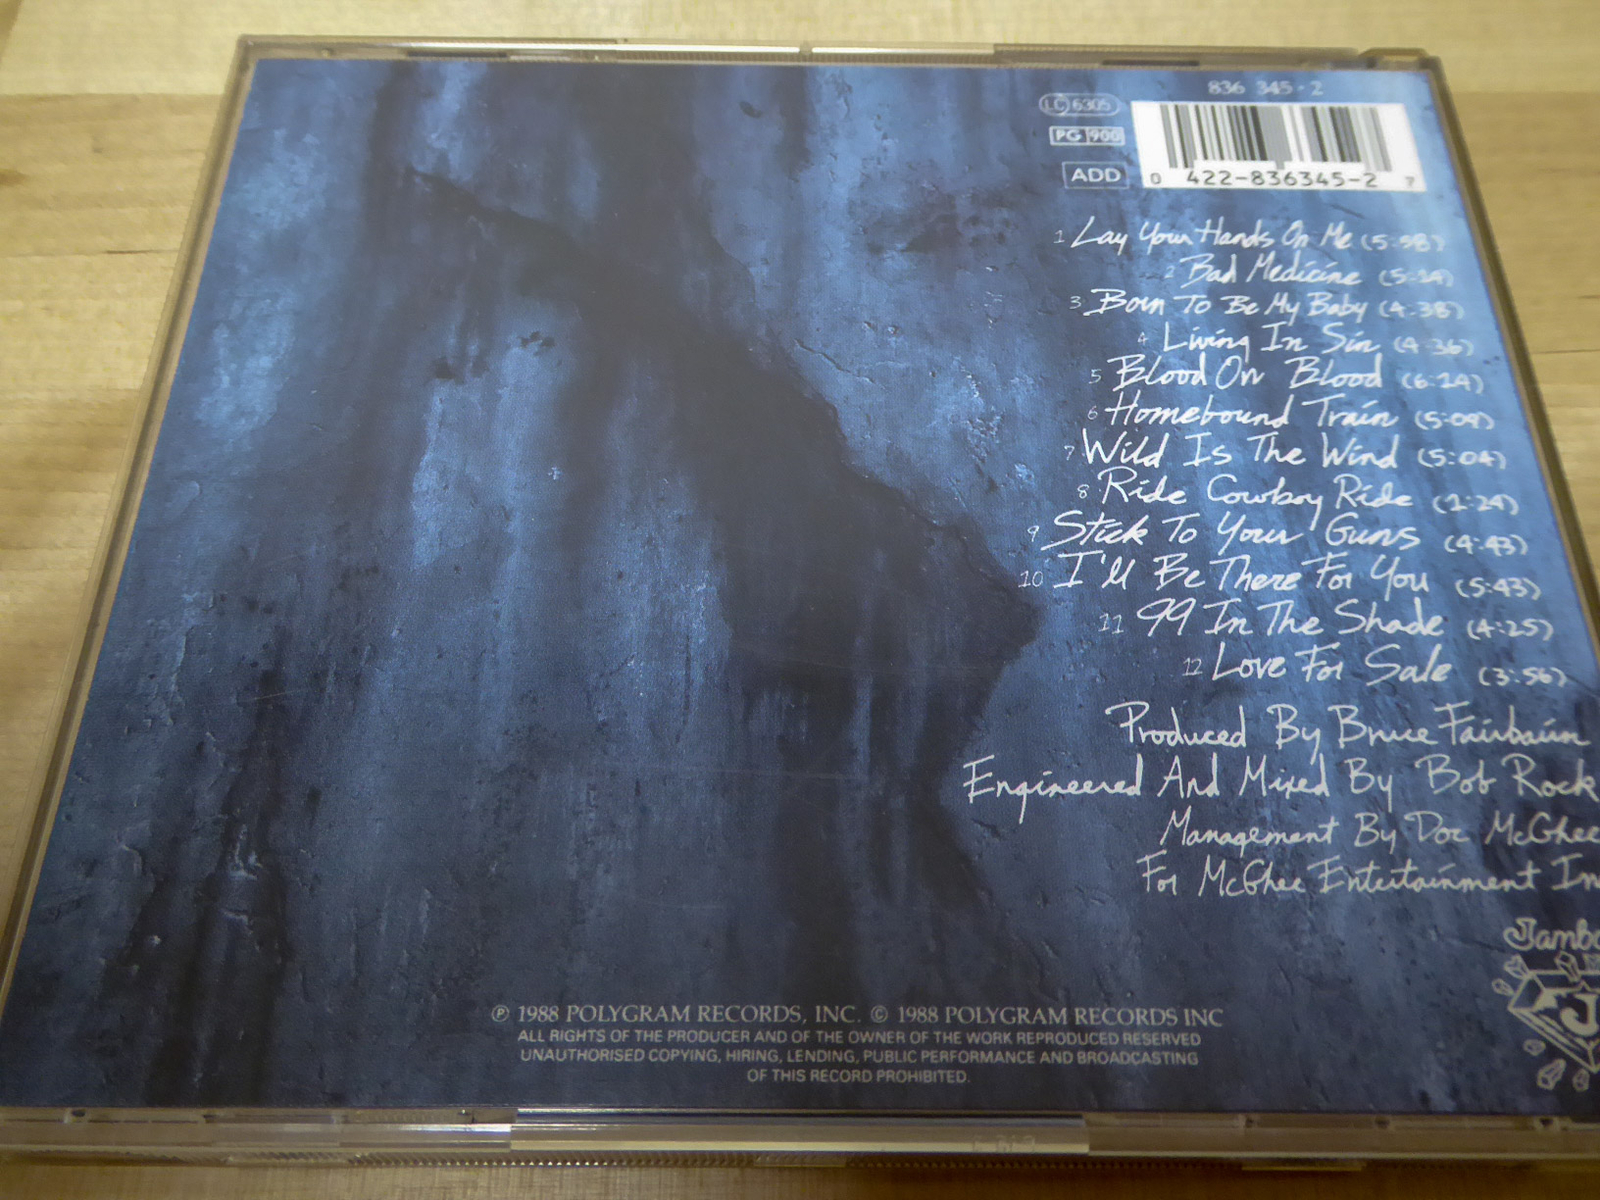 836 345-2
LC 6305
PG 900
ADD
0 422-836345-2 7
1 Lay Your Hands On Me (5:58)
2 Bad Medicine (5:14)
3 Born To Be My Baby (4:38)
4 Living In Sin (4:36)
5 Blood On Blood (6:14)
6 Homebound Train (5:09)
7 Wild Is The Wind (5:04)
8 Ride Cowboy Ride (1:24)
9 Stick To Your Guns (4:43)
10 I'll Be There For You (5:43)
11 99 In The Shade (4:25)
12 Love For Sale (3:56)
Produced By Bruce Fairbairn
Engineered And Mixed By Bob Rock
Management By Doc McGhee
For McGhee Entertainment In
Jambc
J
℗ 1988 POLYGRAM RECORDS, INC. © 1988 POLYGRAM RECORDS INC
ALL RIGHTS OF THE PRODUCER AND OF THE OWNER OF THE WORK REPRODUCED RESERVED
UNAUTHORISED COPYING, HIRING, LENDING, PUBLIC PERFORMANCE AND BROADCASTING
OF THIS RECORD PROHIBITED.